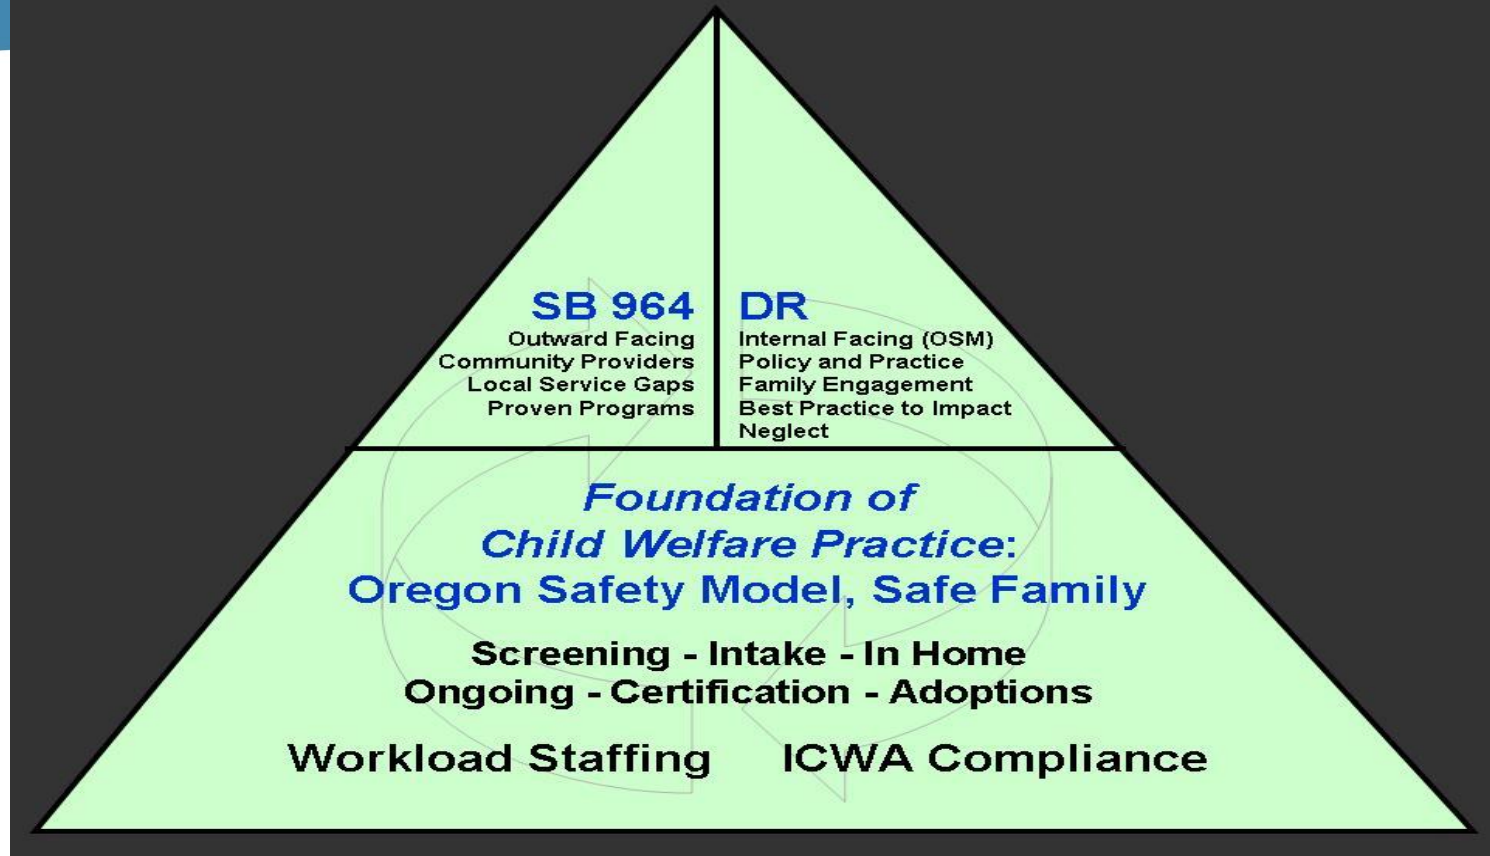 SB 964
Outward Facing
Community Providers
Local Service Gaps
Proven Programs
DR
Internal Facing (OSM)
Policy and Practice
Family Engagement
Best Practice to Impact
Neglect
Foundation of
Child Welfare Practice:
Oregon Safety Model, Safe Family
Screening - Intake - In Home
Ongoing - Certification - Adoptions
Workload Staffing ICWA Compliance